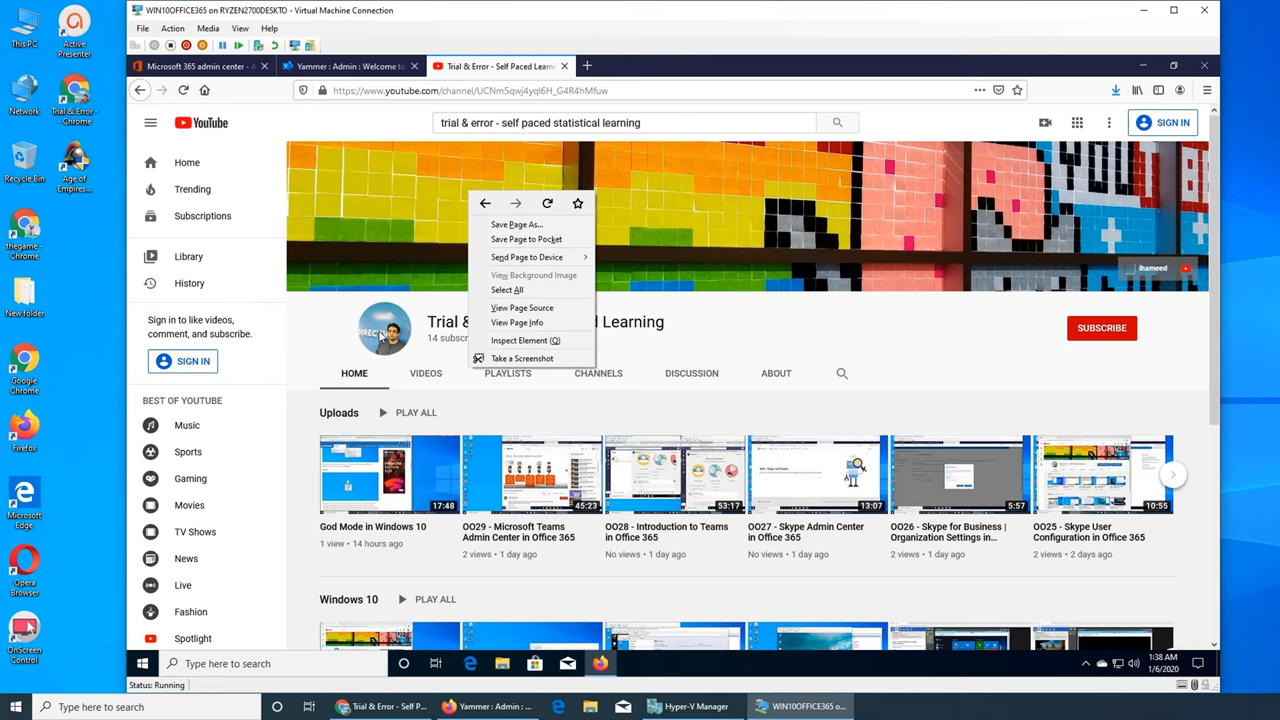 WIN10OFFICE365 on RYZEN2700DESKTO - Virtual Machine Connection
File Action Media View Help
Microsoft 365 admin center - A
Yammer : Admin : Welcome to
Trial & Error - Self Paced Learni
https://www.youtube.com/channel/UCNm5qwj4yqI6H_G4R4hMfuw
YouTube
trial & error - self paced statistical learning
SIGN IN
Home
Trending
Subscriptions
Library
History
Sign in to like videos,
comment, and subscribe.
SIGN IN
BEST OF YOUTUBE
Music
Sports
Gaming
Movies
TV Shows
News
Live
Fashion
Spotlight
Save Page As...
Save Page to Pocket
Send Page to Device
View Background Image
Select All
View Page Source
View Page Info
Inspect Element (Q)
Take a Screenshot
ihameed
Trial & d Learning
14 subscr
SUBSCRIBE
HOME VIDEOS PLAYLISTS CHANNELS DISCUSSION ABOUT
Uploads PLAY ALL
17:48
45:23
53:17
13:07
5:57
10:55
God Mode in Windows 10
1 view • 14 hours ago
OO29 - Microsoft Teams
Admin Center in Office 365
2 views • 1 day ago
OO28 - Introduction to Teams
in Office 365
No views • 1 day ago
OO27 - Skype Admin Center
in Office 365
No views • 1 day ago
OO26 - Skype for Business |
Organization Settings in...
2 views • 1 day ago
OO25 - Skype User
Configuration in Office 365
2 views • 2 days ago
Windows 10 PLAY ALL
Type here to search
1:38 AM
1/6/2020
Status: Running
This PC
Active
Presenter
Network
Trial & Error -
- Chrome
Recycle Bin
Age of
Empires...
thegame -
Chrome
New folder
Google
Chrome
Firefox
Microsoft
Edge
Opera
Browser
OnScreen
Control
Type here to search
Trial & Error - Self P...
Yammer : Admin : ...
Hyper-V Manager
WIN10OFFICE365 o...